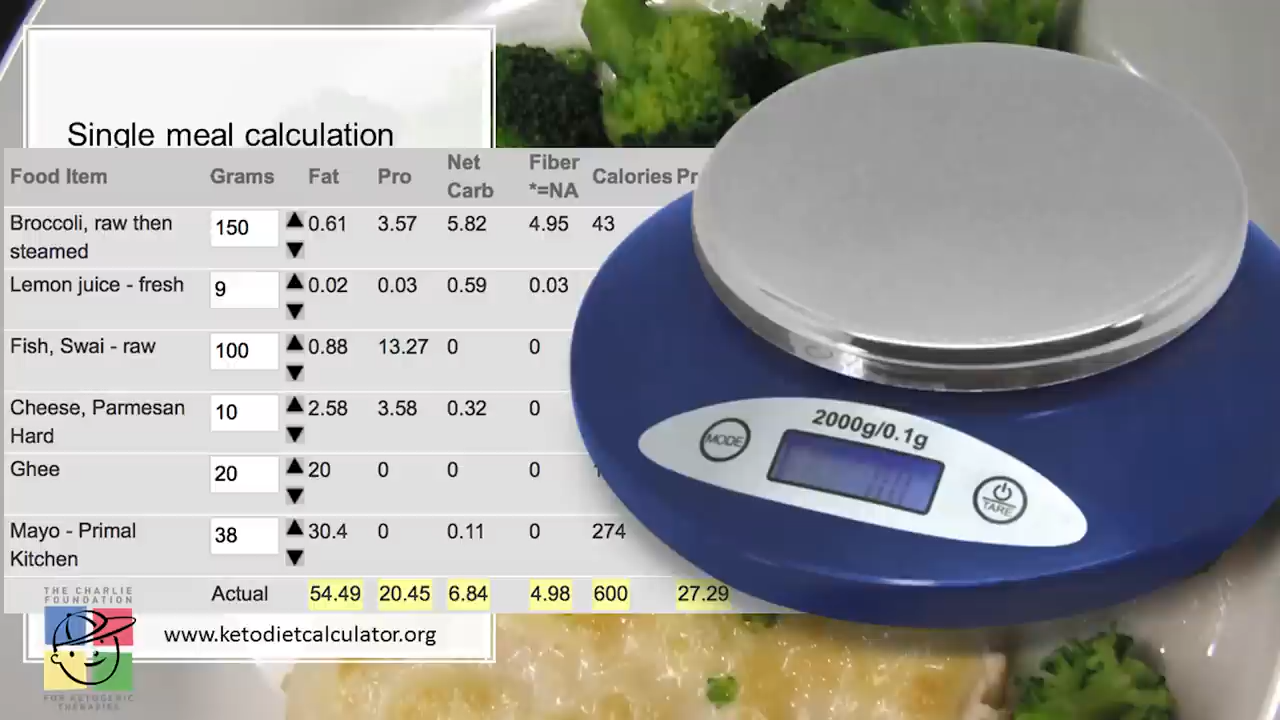 Single meal calculation
Food Item Grams Fat Pro Net Carb Fiber *=NA Calories Pr
Broccoli, raw then steamed 150 0.61 3.57 5.82 4.95 43
Lemon juice - fresh 9 0.02 0.03 0.59 0.03
Fish, Swai - raw 100 0.88 13.27 0 0
Cheese, Parmesan Hard 10 2.58 3.58 0.32 0
Ghee 20 20 0 0 0
Mayo - Primal Kitchen 38 30.4 0 0.11 0 274
Actual 54.49 20.45 6.84 4.98 600 27.29
THE CHARLIE
FOUNDATION
www.ketodietcalculator.org
FOR KETOGENIC
THERAPIES
2000g/0.1g
MODE
TARE